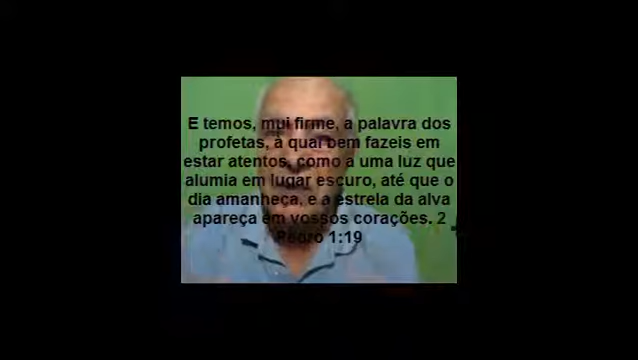 E temos, mui firme, a palavra dos
profetas, à qual bem fazeis em
estar atentos, como a uma luz que
alumia em lugar escuro, até que o
dia amanheça, e a estrela da alva
apareça em vossos corações. 2
Pedro 1:19